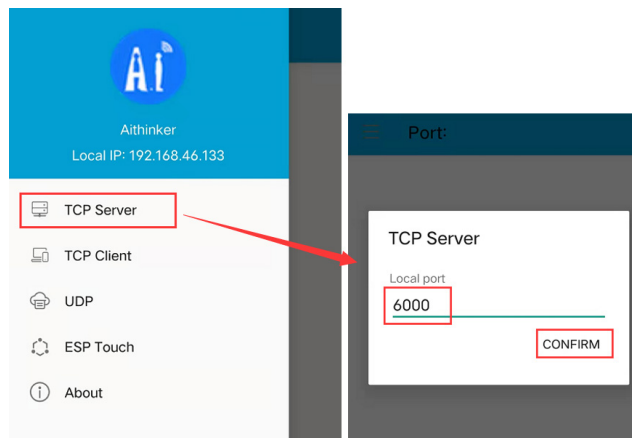 A.i
Aithinker
Local IP: 192.168.46.133
TCP Server
TCP Client
UDP
ESP Touch
About
Port:
TCP Server
Local port
6000
CONFIRM